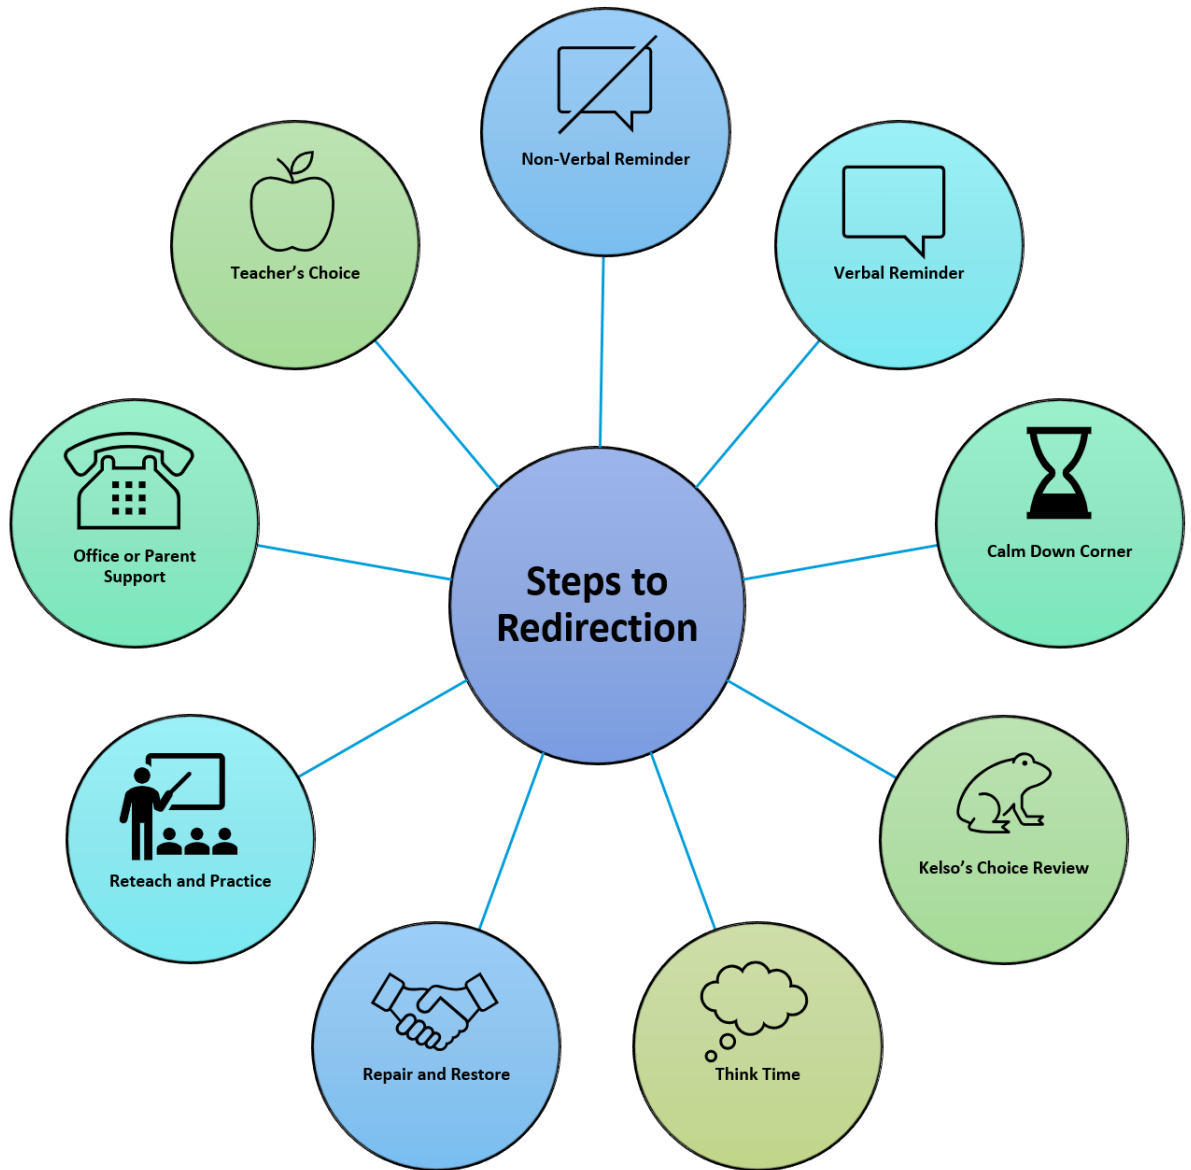 Non-Verbal Reminder
Verbal Reminder
Calm Down Corner
Kelso’s Choice Review
Think Time
Repair and Restore
Reteach and Practice
Office or Parent
Support
Teacher’s Choice
Steps to
Redirection